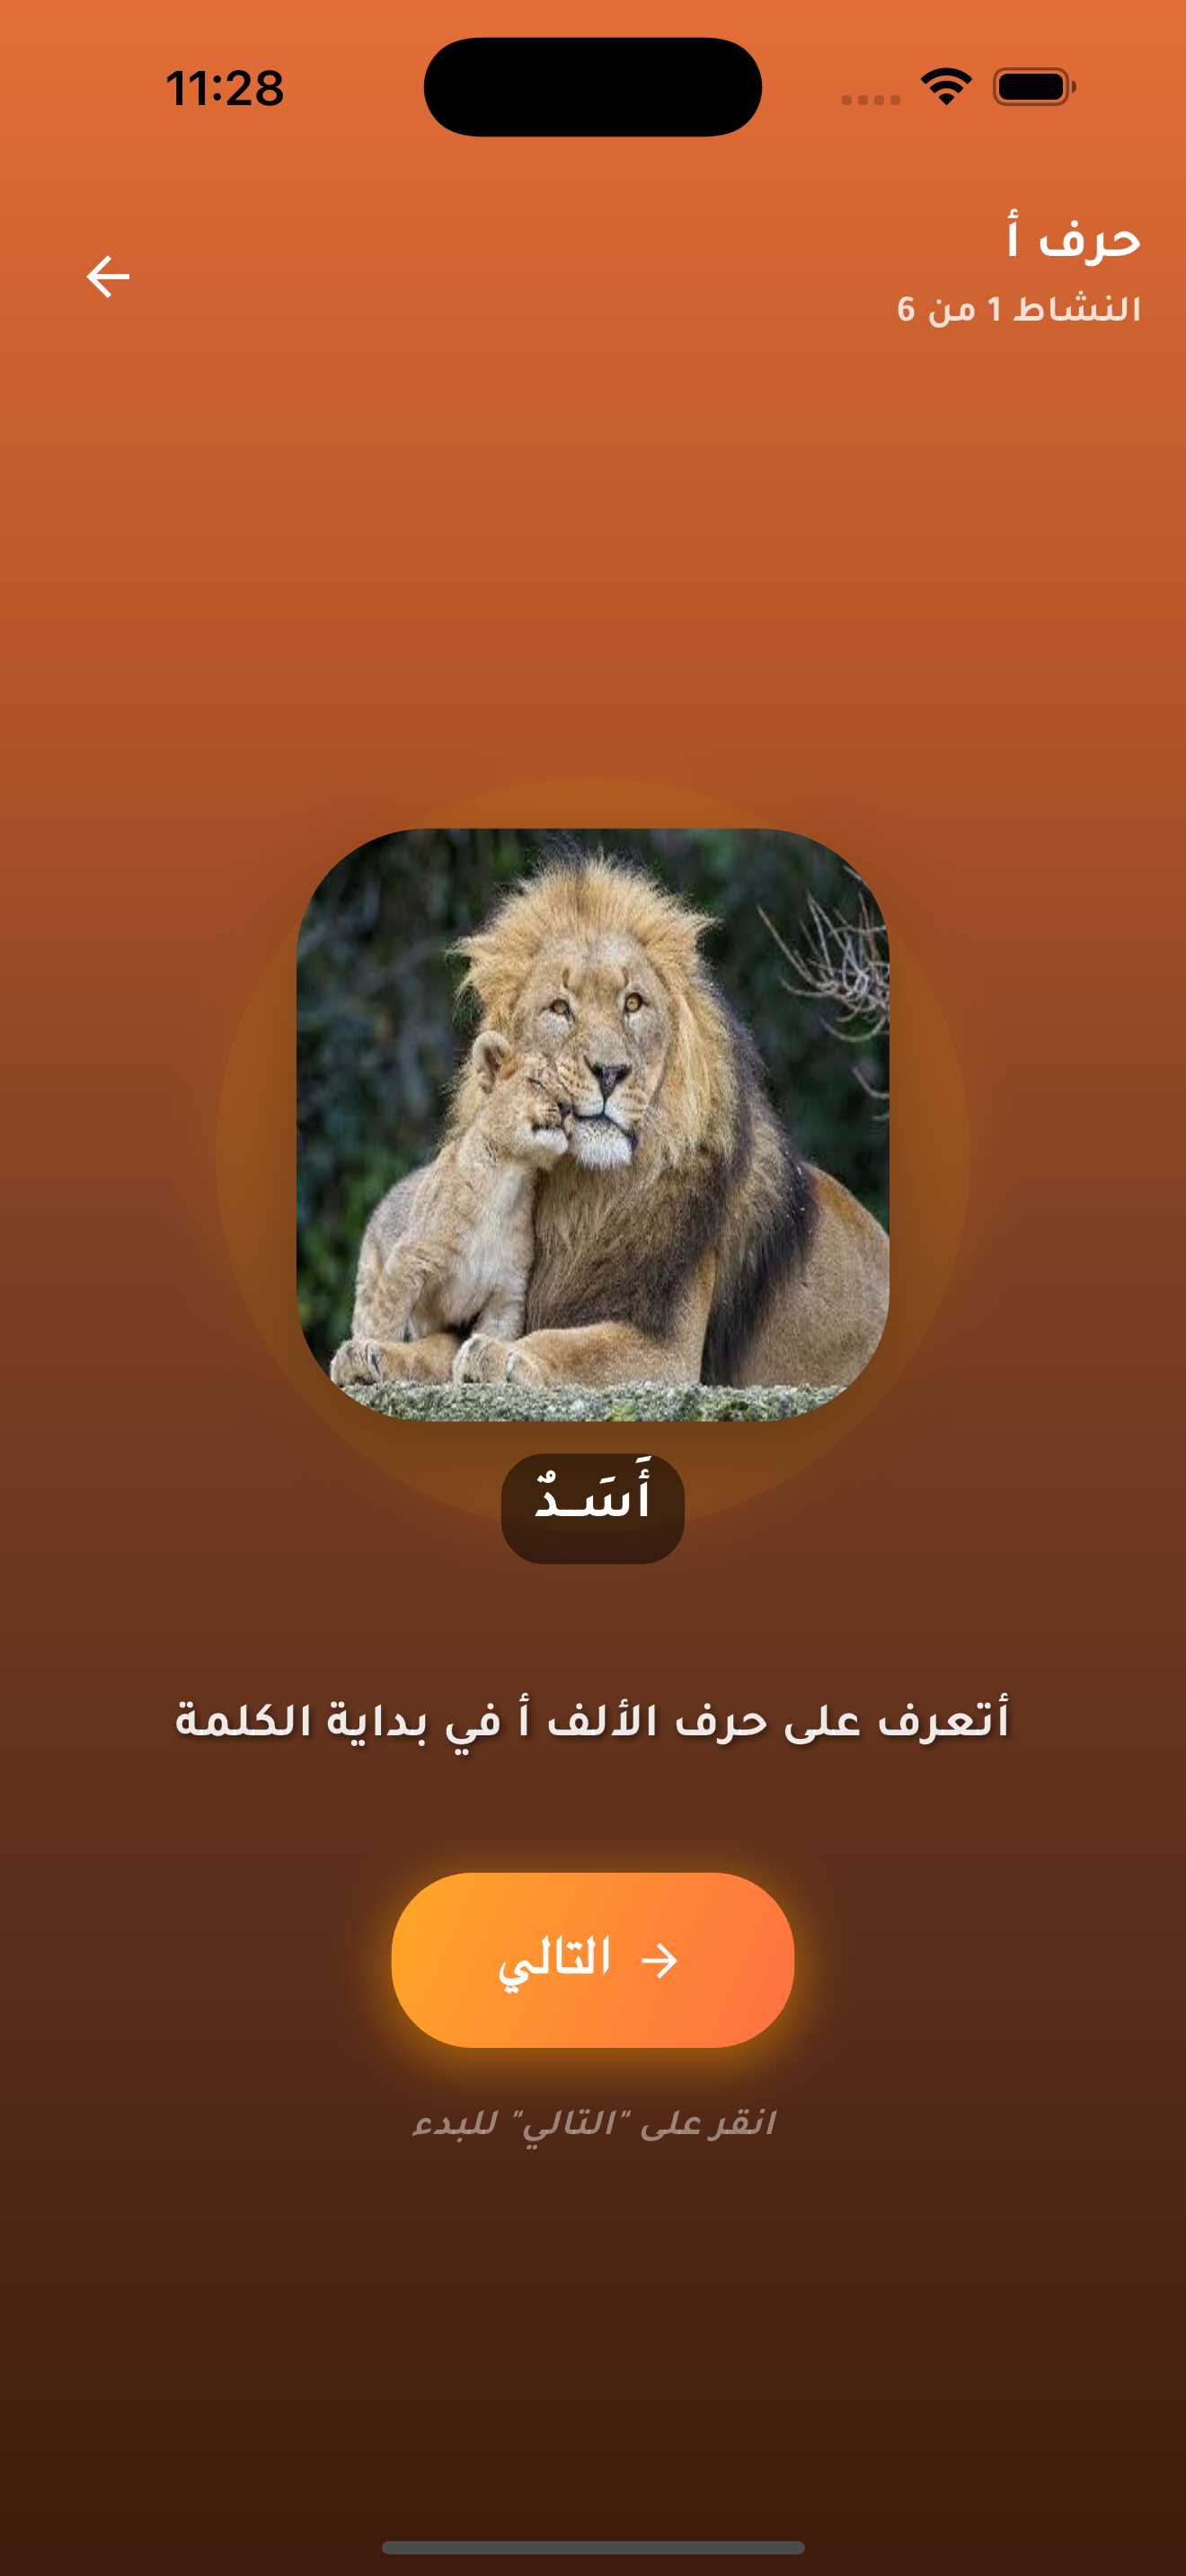 11:28
حرف أ
النشاط 1 من 6
أَسَـدٌ
أتعرف على حرف الألف أ في بداية الكلمة
التالي
انقر على "التالي" للبدء